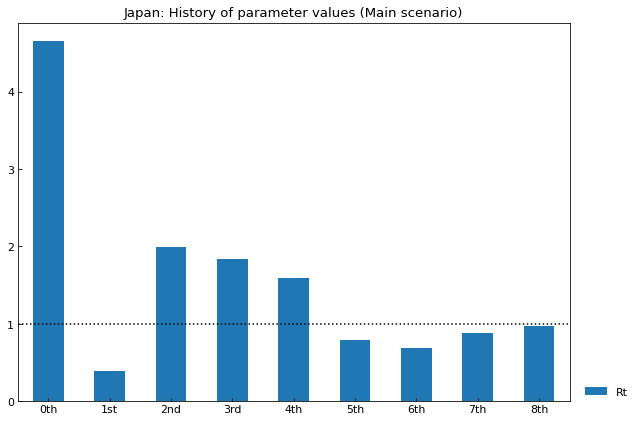 Japan: History of parameter values (Main scenario)
4
3
2
1
0
0th 1st 2nd 3rd 4th 5th 6th 7th 8th
Rt